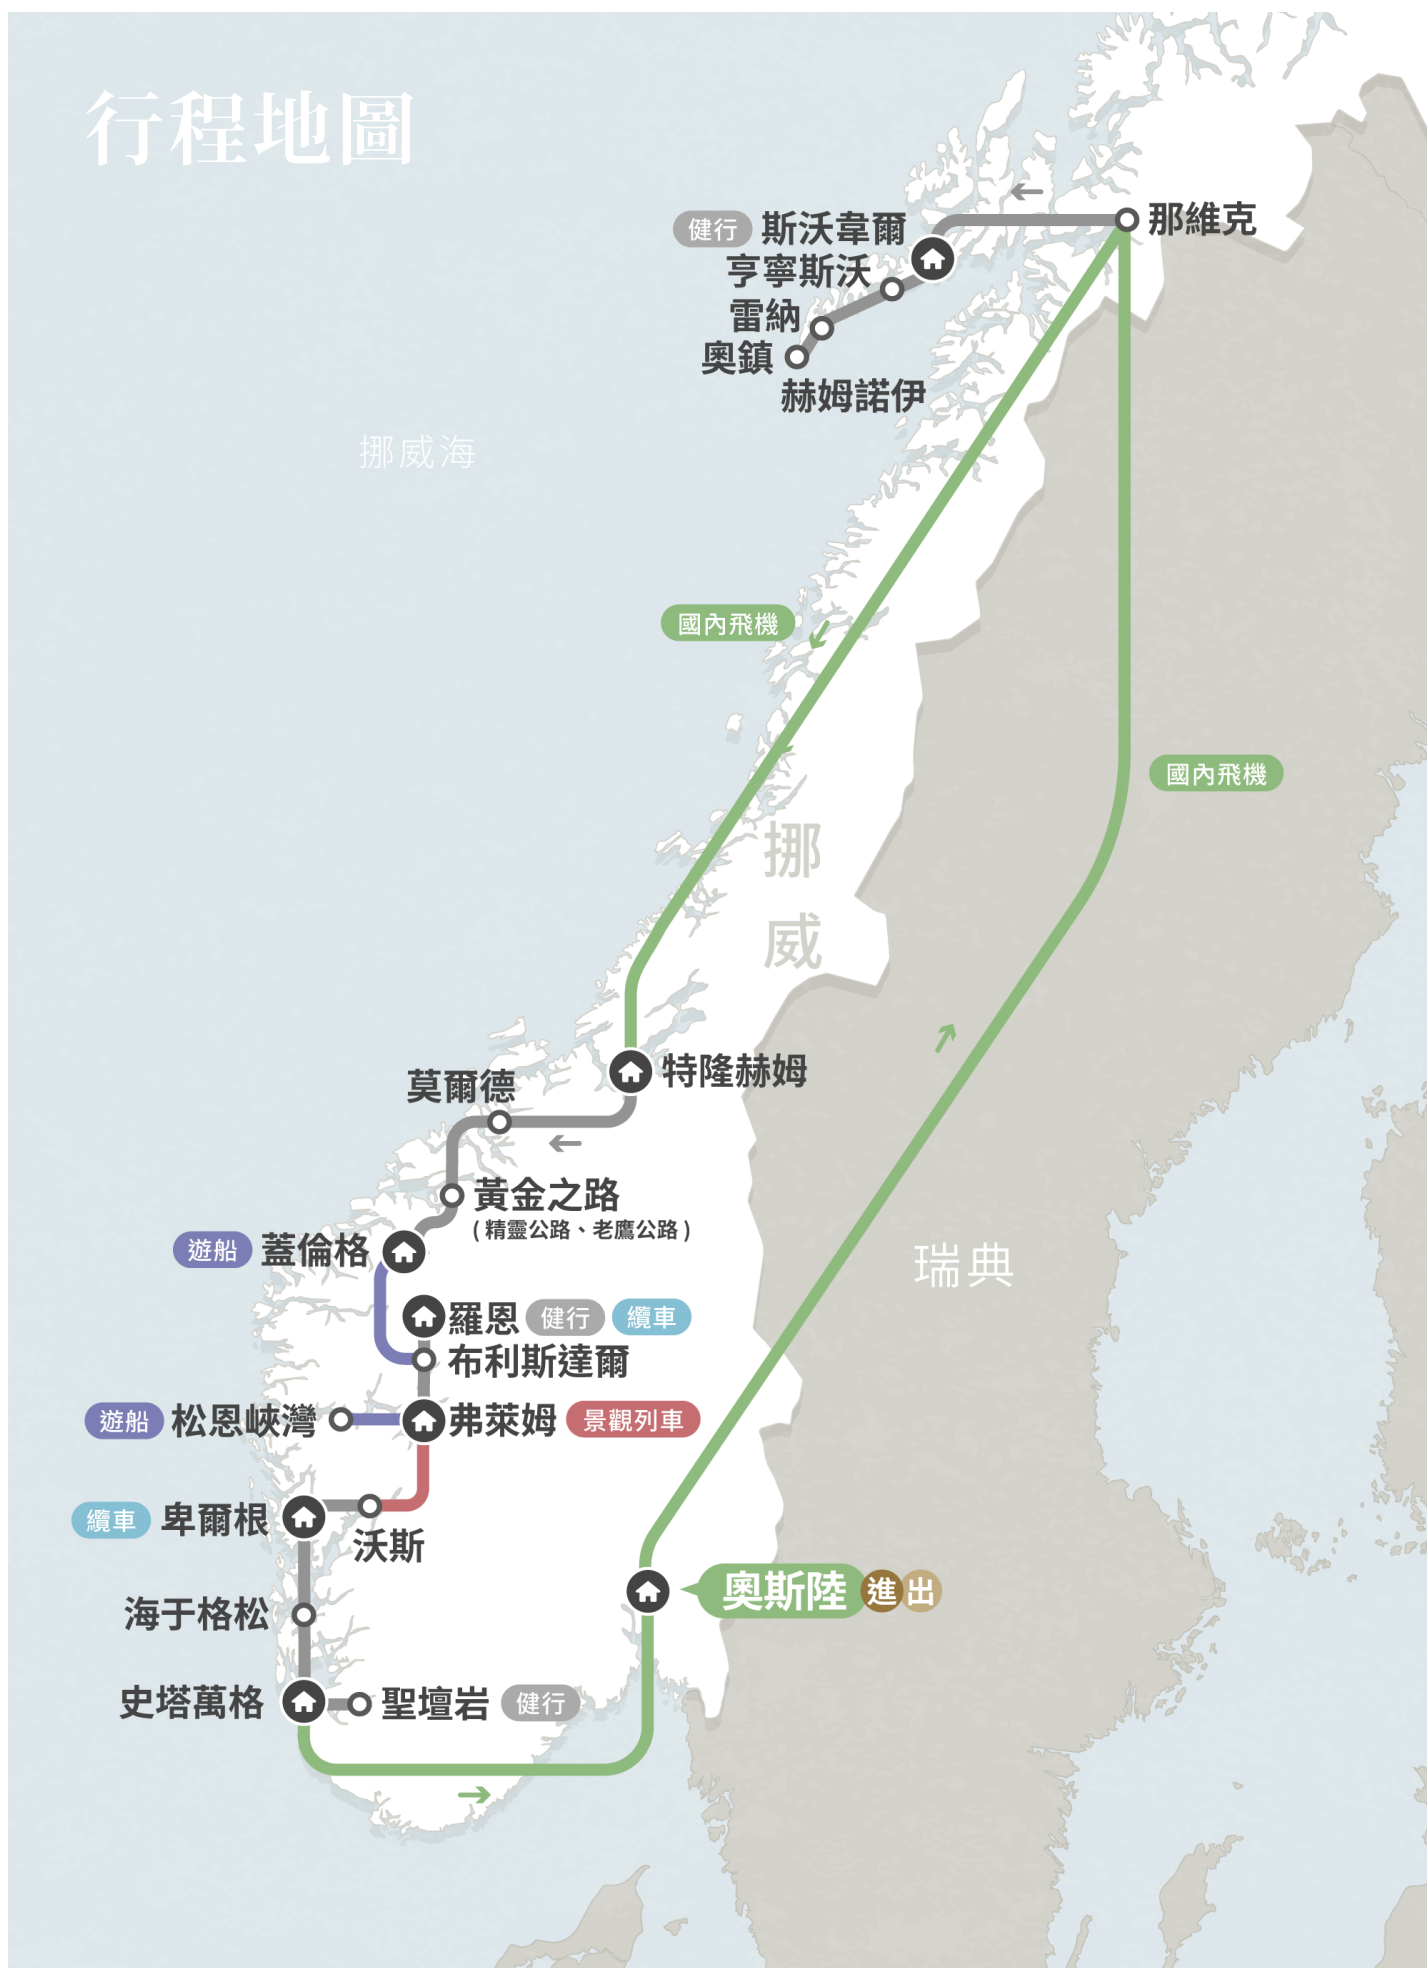 行程地圖
那維克
健行 斯沃韋爾
亨寧斯沃
雷納
奧鎮
赫姆諾伊
挪威海
國內飛機
國內飛機
挪
威
特隆赫姆
莫爾德
黃金之路
(精靈公路、老鷹公路)
遊船 蓋倫格
瑞典
羅恩 健行 纜車
布利斯達爾
遊船 松恩峽灣
弗萊姆 景觀列車
纜車 卑爾根
沃斯
奧斯陸 進 出
海于格松
史塔萬格
聖壇岩 健行